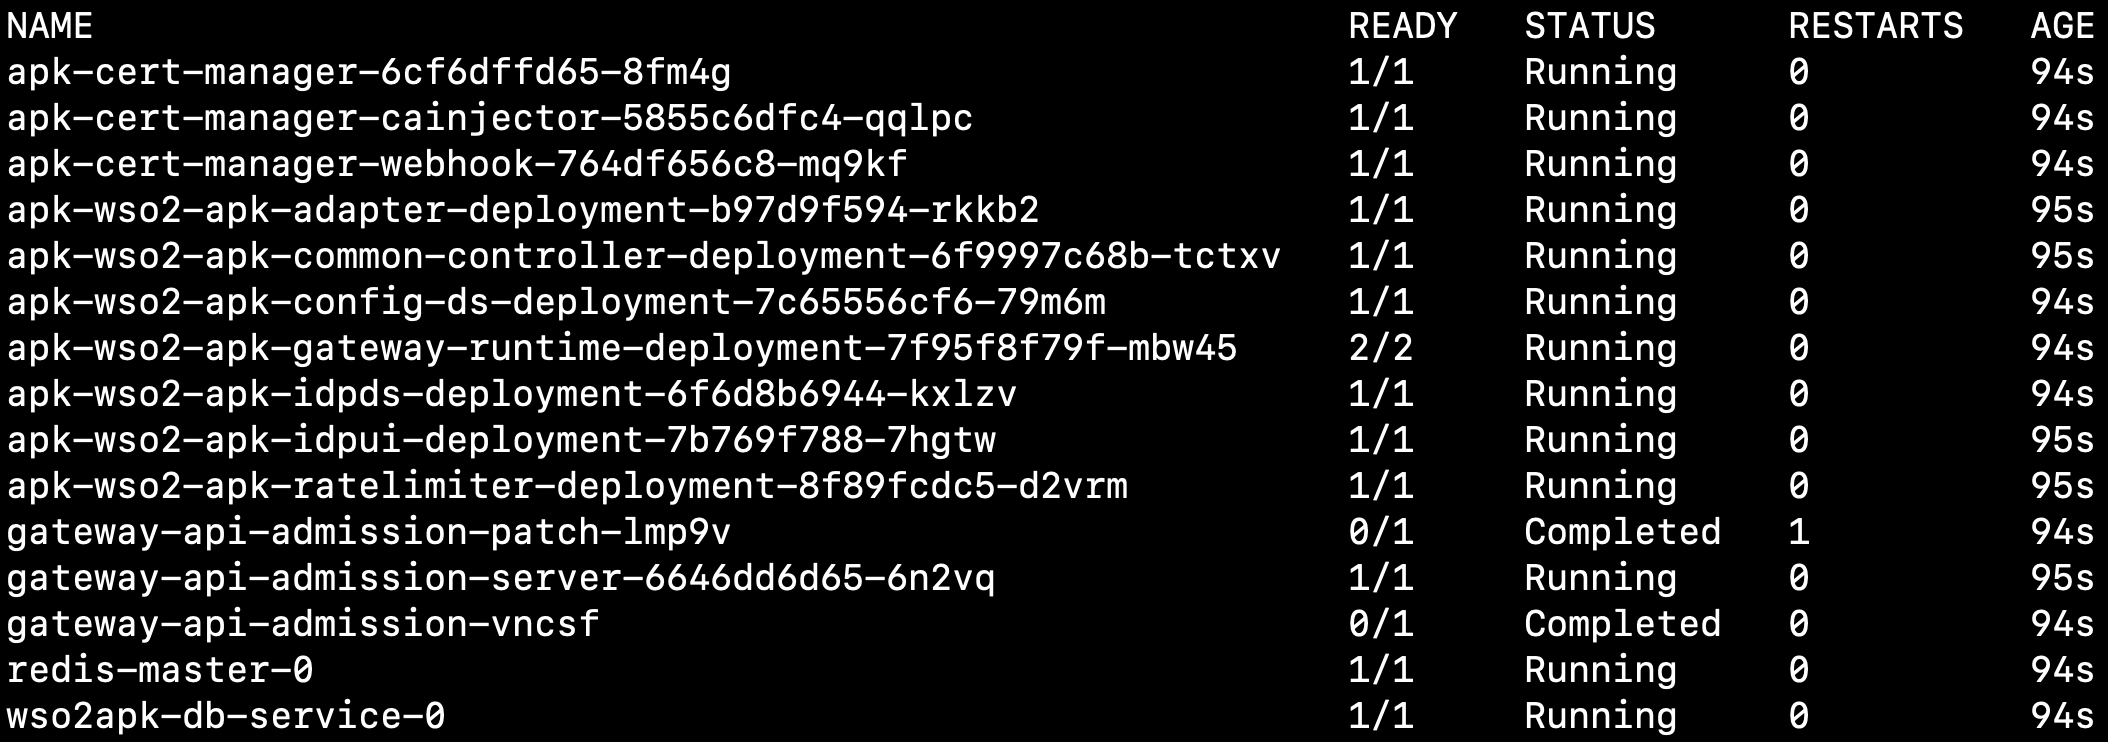 NAME READY STATUS RESTARTS AGE
apk-cert-manager-6cf6dffd65-8fm4g 1/1 Running 0 94s
apk-cert-manager-cainjector-5855c6dfc4-qqlpc 1/1 Running 0 94s
apk-cert-manager-webhook-764df656c8-mq9kf 1/1 Running 0 94s
apk-wso2-apk-adapter-deployment-b97d9f594-rkkb2 1/1 Running 0 95s
apk-wso2-apk-common-controller-deployment-6f9997c68b-tctxv 1/1 Running 0 95s
apk-wso2-apk-config-ds-deployment-7c65556cf6-79m6m 1/1 Running 0 94s
apk-wso2-apk-gateway-runtime-deployment-7f95f8f79f-mbw45 2/2 Running 0 94s
apk-wso2-apk-idpds-deployment-6f6d8b6944-kxlzv 1/1 Running 0 94s
apk-wso2-apk-idpui-deployment-7b769f788-7hgtw 1/1 Running 0 95s
apk-wso2-apk-ratelimiter-deployment-8f89fcdc5-d2vrm 1/1 Running 0 95s
gateway-api-admission-patch-lmp9v 0/1 Completed 1 94s
gateway-api-admission-server-6646dd6d65-6n2vq 1/1 Running 0 95s
gateway-api-admission-vncsf 0/1 Completed 0 94s
redis-master-0 1/1 Running 0 94s
wso2apk-db-service-0 1/1 Running 0 94s